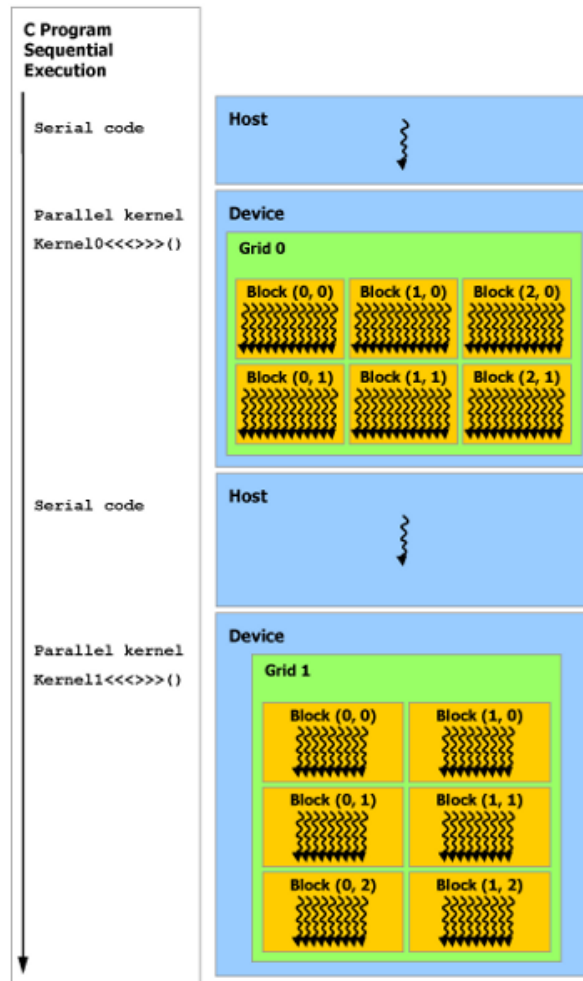 C Program
Sequential
Execution
Serial code
Host
Parallel kernel
Kernel0<<<>>>()
Device
Grid 0
Block (0, 0) Block (1, 0) Block (2, 0)
Block (0, 1) Block (1, 1) Block (2, 1)
Serial code
Host
Parallel kernel
Kernel1<<<>>>()
Device
Grid 1
Block (0, 0) Block (1, 0)
Block (0, 1) Block (1, 1)
Block (0, 2) Block (1, 2)